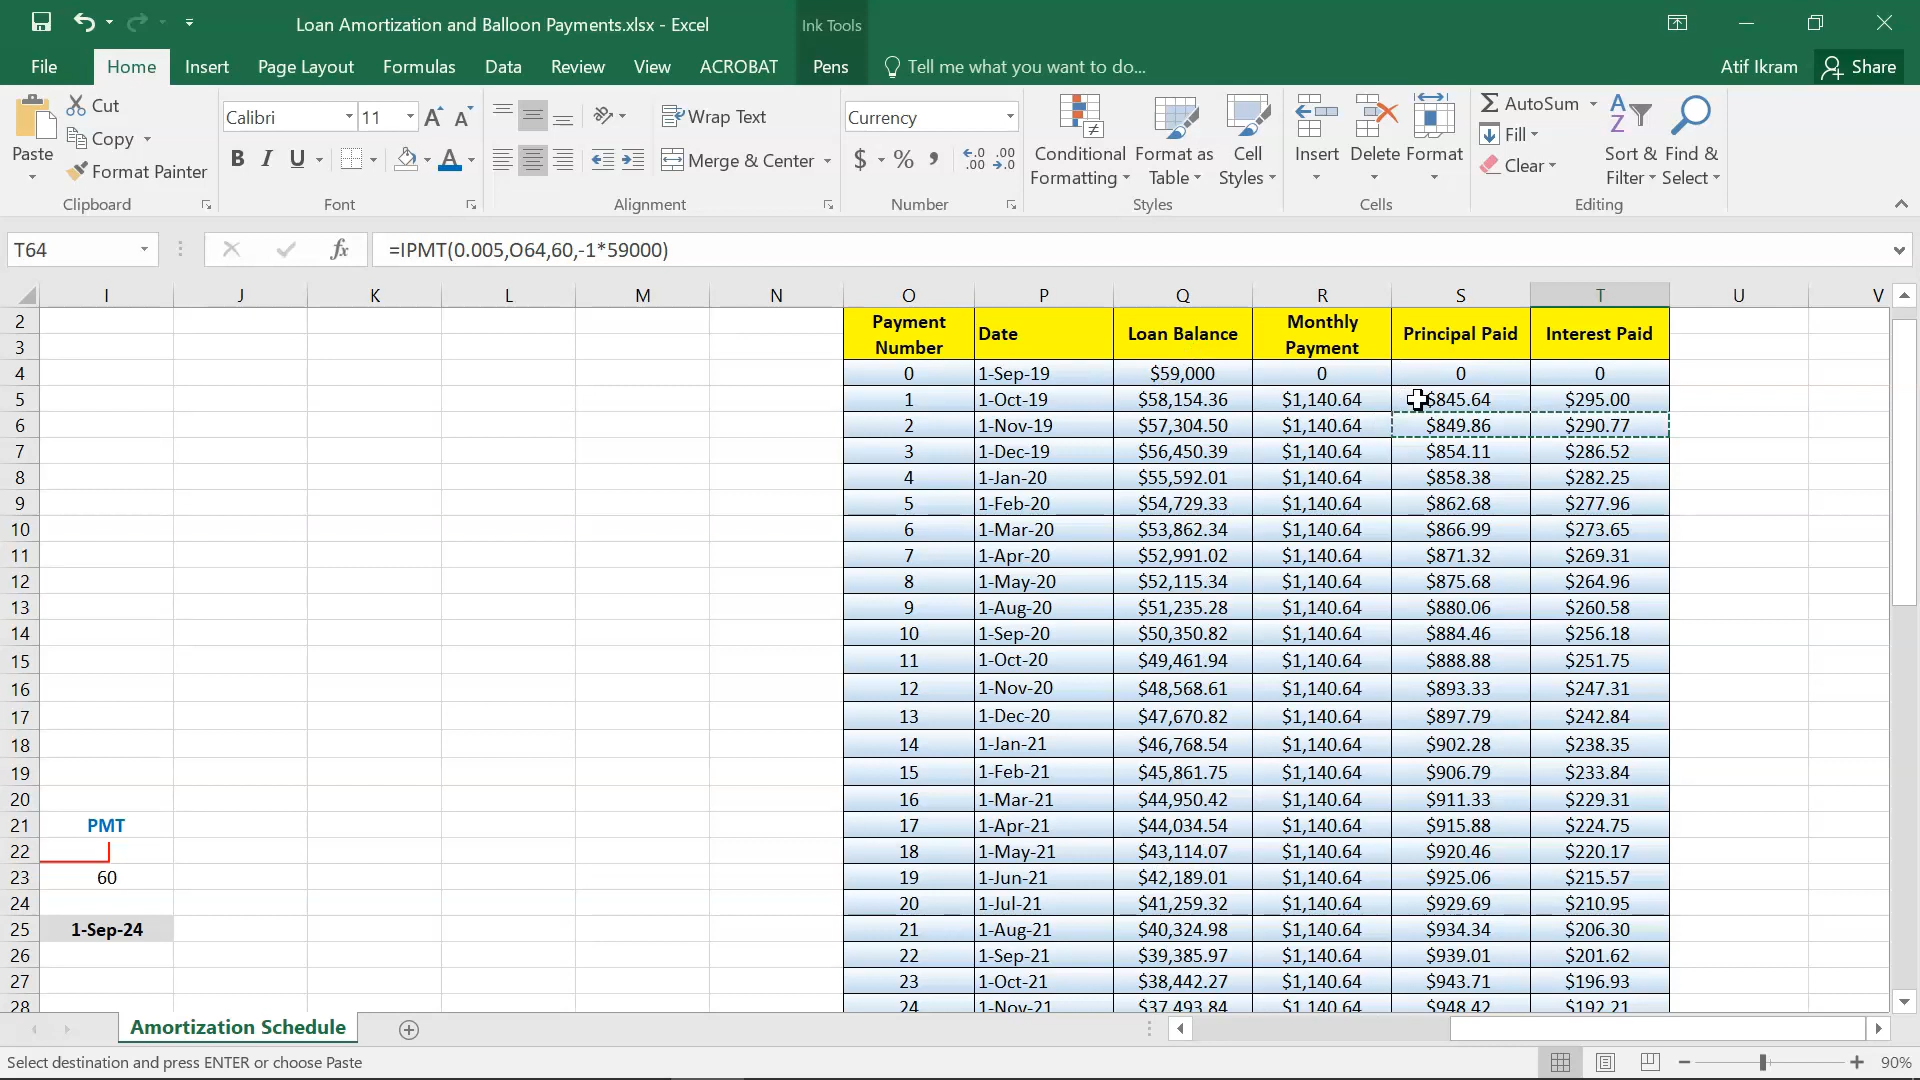 Loan Amortization and Balloon Payments.xlsx - Excel
Ink Tools
File Home Insert Page Layout Formulas Data Review View ACROBAT Pens Tell me what you want to do... Atif Ikram Share
Paste
Cut
Copy
Format Painter
Clipboard
Calibri 11
B I U
Font
Wrap Text
Merge & Center
Alignment
Currency
$ % ,
Number
Conditional Formatting
Format as Table
Cell Styles
Styles
Insert
Delete
Format
Cells
AutoSum
Fill
Clear
Sort & Filter
Find & Select
Editing
T64 fx =IPMT(0.005,O64,60,-1*59000)
I J K L M N O P Q R S T U V
2 3 Payment Number Date Loan Balance Monthly Payment Principal Paid Interest Paid
4 0 1-Sep-19 $59,000 0 0 0
5 1 1-Oct-19 $58,154.36 $1,140.64 $845.64 $295.00
6 2 1-Nov-19 $57,304.50 $1,140.64 $849.86 $290.77
7 3 1-Dec-19 $56,450.39 $1,140.64 $854.11 $286.52
8 4 1-Jan-20 $55,592.01 $1,140.64 $858.38 $282.25
9 5 1-Feb-20 $54,729.33 $1,140.64 $862.68 $277.96
10 6 1-Mar-20 $53,862.34 $1,140.64 $866.99 $273.65
11 7 1-Apr-20 $52,991.02 $1,140.64 $871.32 $269.31
12 8 1-May-20 $52,115.34 $1,140.64 $875.68 $264.96
13 9 1-Aug-20 $51,235.28 $1,140.64 $880.06 $260.58
14 10 1-Sep-20 $50,350.82 $1,140.64 $884.46 $256.18
15 11 1-Oct-20 $49,461.94 $1,140.64 $888.88 $251.75
16 12 1-Nov-20 $48,568.61 $1,140.64 $893.33 $247.31
17 13 1-Dec-20 $47,670.82 $1,140.64 $897.79 $242.84
18 14 1-Jan-21 $46,768.54 $1,140.64 $902.28 $238.35
19 15 1-Feb-21 $45,861.75 $1,140.64 $906.79 $233.84
20 16 1-Mar-21 $44,950.42 $1,140.64 $911.33 $229.31
21 PMT 17 1-Apr-21 $44,034.54 $1,140.64 $915.88 $224.75
22 18 1-May-21 $43,114.07 $1,140.64 $920.46 $220.17
23 60 19 1-Jun-21 $42,189.01 $1,140.64 $925.06 $215.57
24 20 1-Jul-21 $41,259.32 $1,140.64 $929.69 $210.95
25 1-Sep-24 21 1-Aug-21 $40,324.98 $1,140.64 $934.34 $206.30
26 22 1-Sep-21 $39,385.97 $1,140.64 $939.01 $201.62
27 23 1-Oct-21 $38,442.27 $1,140.64 $943.71 $196.93
28 24 1-Nov-21 $37,493.84 $1,140.64 $948.42 $192.21
Amortization Schedule
Select destination and press ENTER or choose Paste 90%